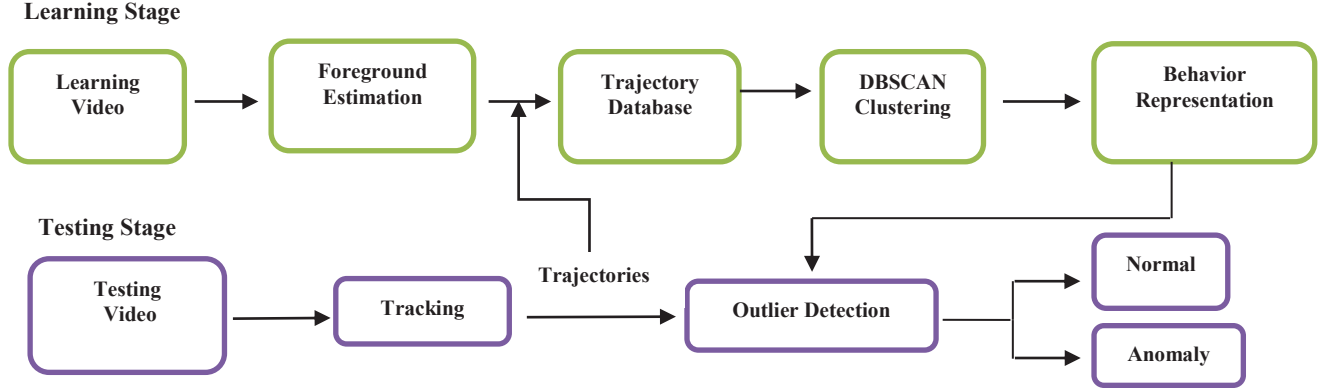 Learning Stage
Learning
Video
Foreground
Estimation
Trajectory
Database
DBSCAN
Clustering
Behavior
Representation
Testing Stage
Testing
Video
Tracking
Trajectories
Outlier Detection
Normal
Anomaly